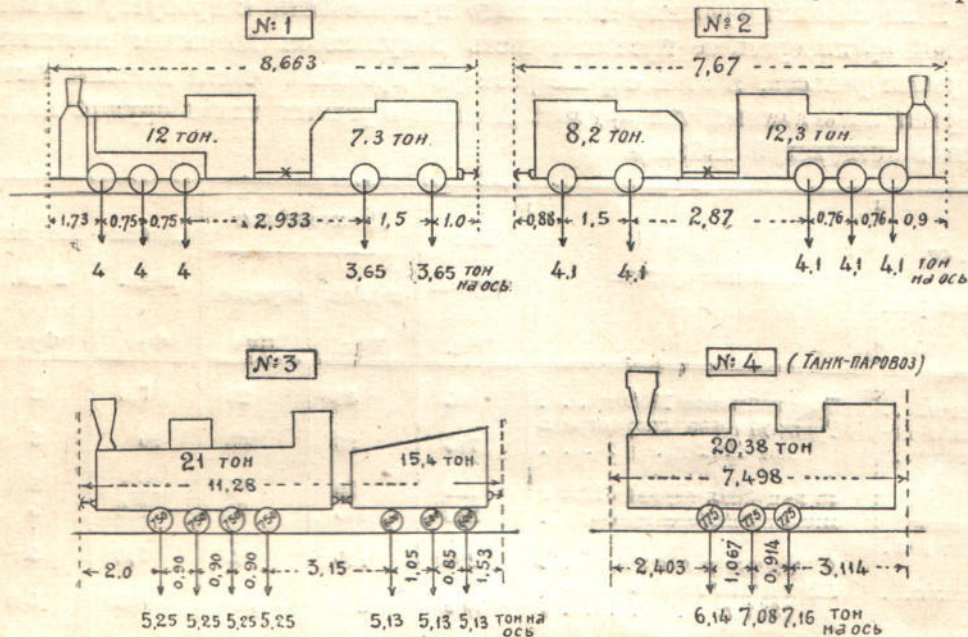 № 1
8,663
12 тон.
7.3 тон.
1.73 0.75 0.75 2,933 1,5 1.0
4 4 4 3,65 3,65 тон на ось
№ 2
7,67
8,2 тон.
12,3 тон
0,88 1,5 2,87 0,76 0,76 0,9
4.1 4.1 4.1 4.1 4.1 тон на ось
№ 3
21 тон
11,28
15,4 тон
750 750 750 750
2.0 0,90 0,90 0,90 3,15 1,05 0,85 1,53
5,25 5,25 5,25 5,25 5,13 5,13 5,13 тон на ось
№ 4 (Танк-паровоз)
20,38 тон
7,498
775 775 775
2,403 1,067 0,914 3,114
6,14 7,08 7,16 тон на ось